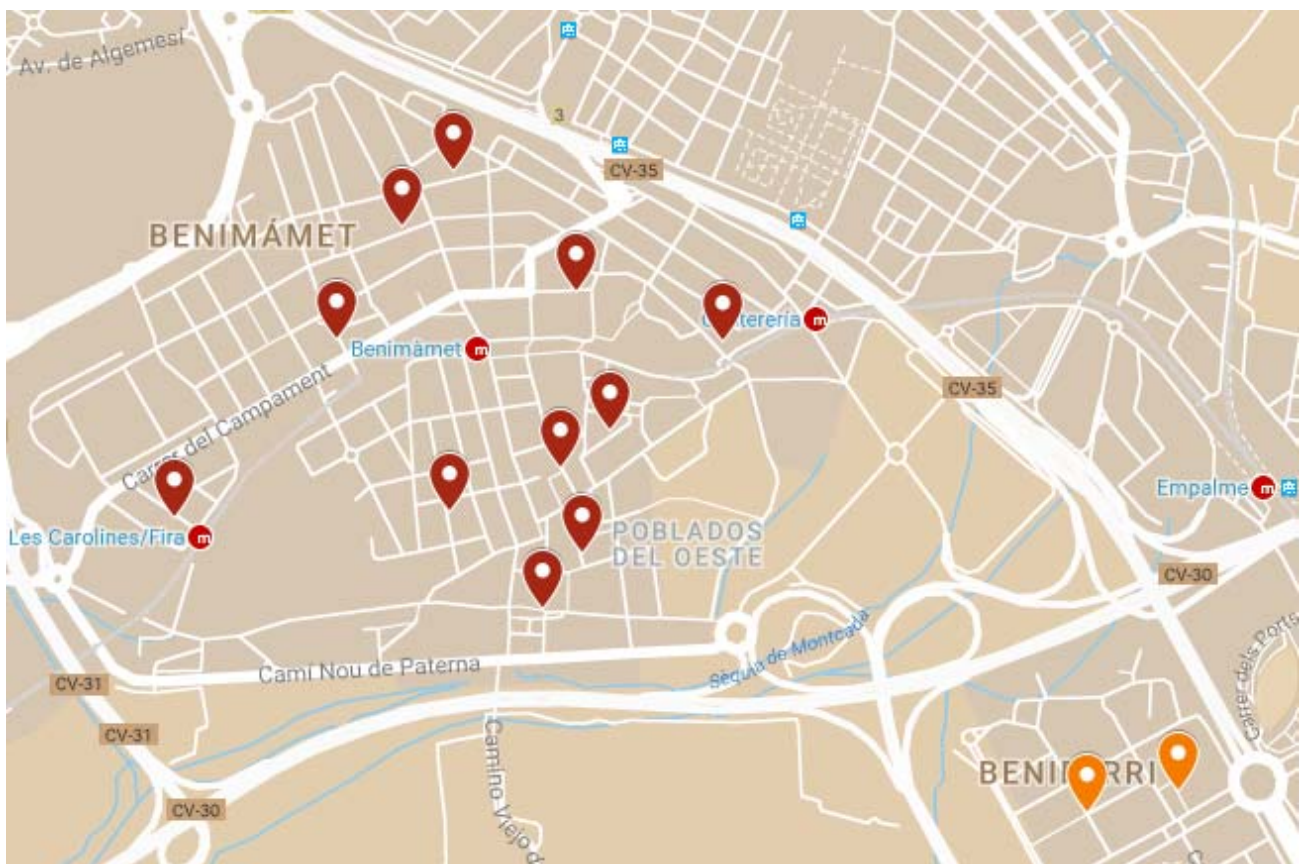 Av. de Algemesí
3
CV-35
BENIMÁMET
Benimàmet m
m
CV-35
Carrer del Campament
Empalme m
Les Carolines/Fira m
POBLADOS
DEL OESTE
CV-30
Séquia de Montcada
Carrer dels Ports
Camí Nou de Paterna
CV-31
CV-31
Camino Viejo
CV-30